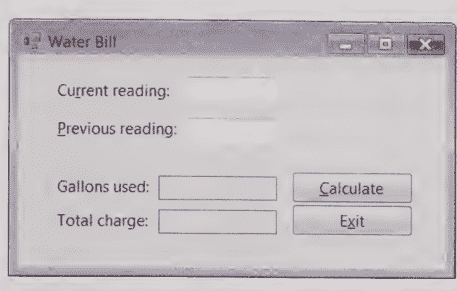 Water Bill
Current reading:
Previous reading:
Gallons used:
Calculate
Total charge:
Exit